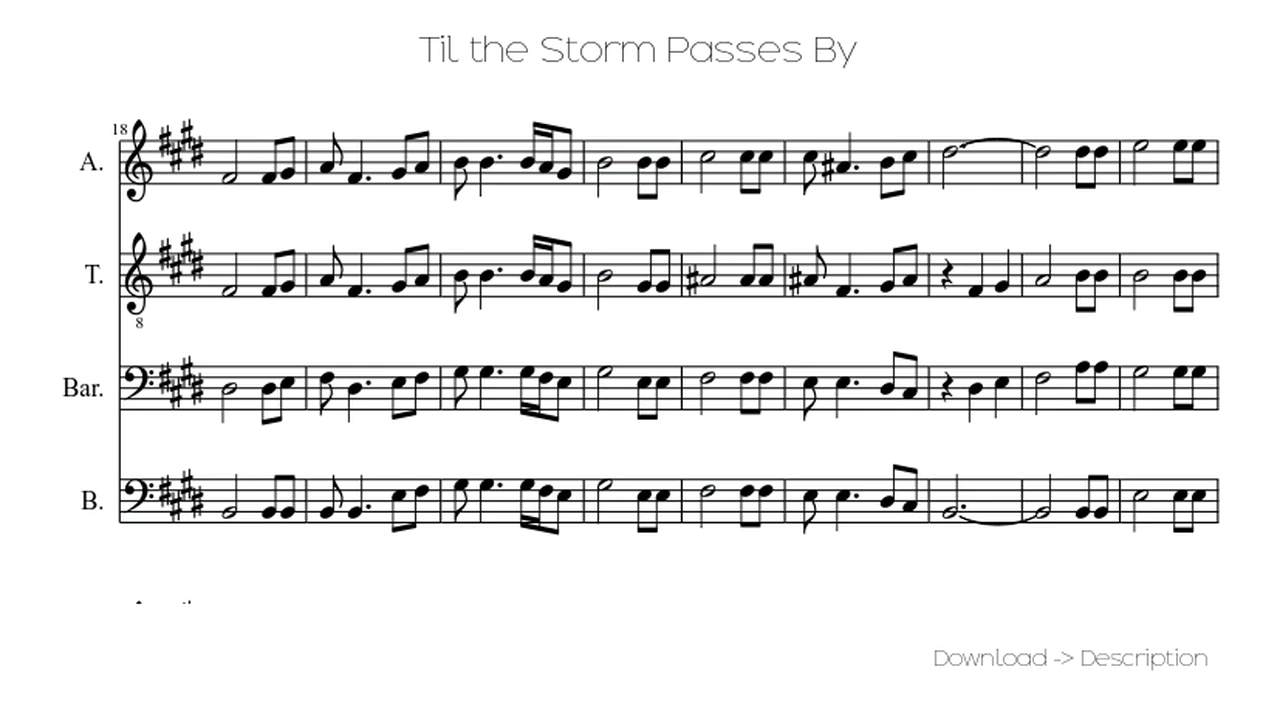 Til the Storm Passes By
18
A.
T.
8
Bar.
B.
Download -> Description